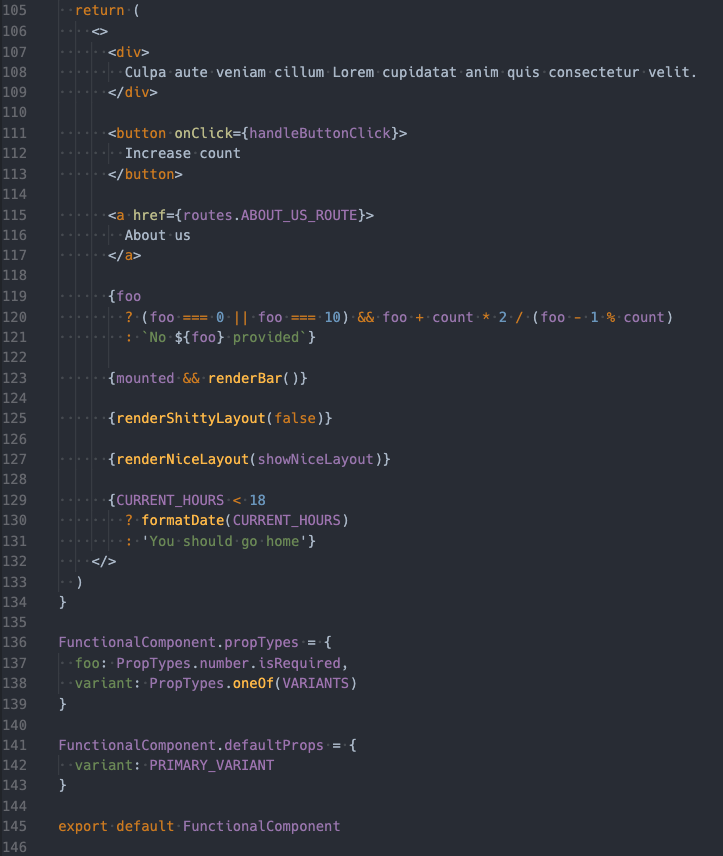 105   return (
106     <>
107       <div>
108         Culpa aute veniam cillum Lorem cupidatat anim quis consectetur velit.
109       </div>
110
111       <button onClick={handleButtonClick}>
112         Increase count
113       </button>
114
115       <a href={routes.ABOUT_US_ROUTE}>
116         About us
117       </a>
118
119       {foo
120         ? (foo === 0 || foo === 10) && foo + count * 2 / (foo - 1 % count)
121         : `No ${foo} provided`}
122
123       {mounted && renderBar()}
124
125       {renderShittyLayout(false)}
126
127       {renderNiceLayout(showNiceLayout)}
128
129       {CURRENT_HOURS < 18
130         ? formatDate(CURRENT_HOURS)
131         : 'You should go home'}
132     </>
133   )
134 }
135
136 FunctionalComponent.propTypes = {
137   foo: PropTypes.number.isRequired,
138   variant: PropTypes.oneOf(VARIANTS)
139 }
140
141 FunctionalComponent.defaultProps = {
142   variant: PRIMARY_VARIANT
143 }
144
145 export default FunctionalComponent
146